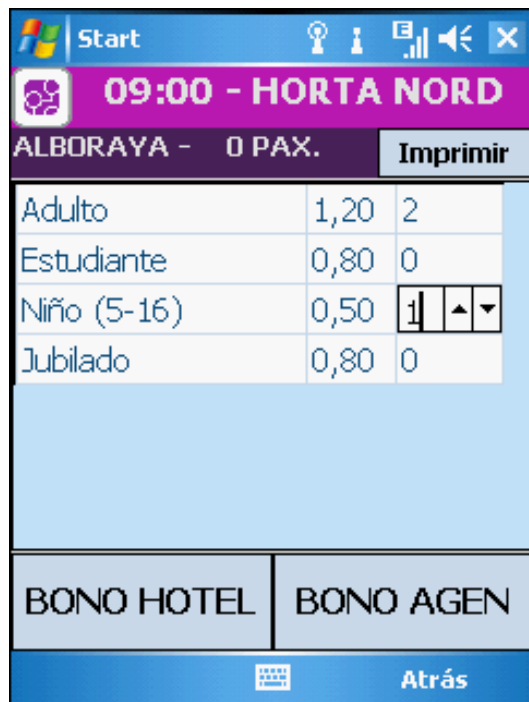 Start
09:00 - HORTA NORD
ALBORAYA - 0 PAX. Imprimir
Adulto 1,20 2
Estudiante 0,80 0
Niño (5-16) 0,50 1
Jubilado 0,80 0
BONO HOTEL BONO AGEN
Atrás